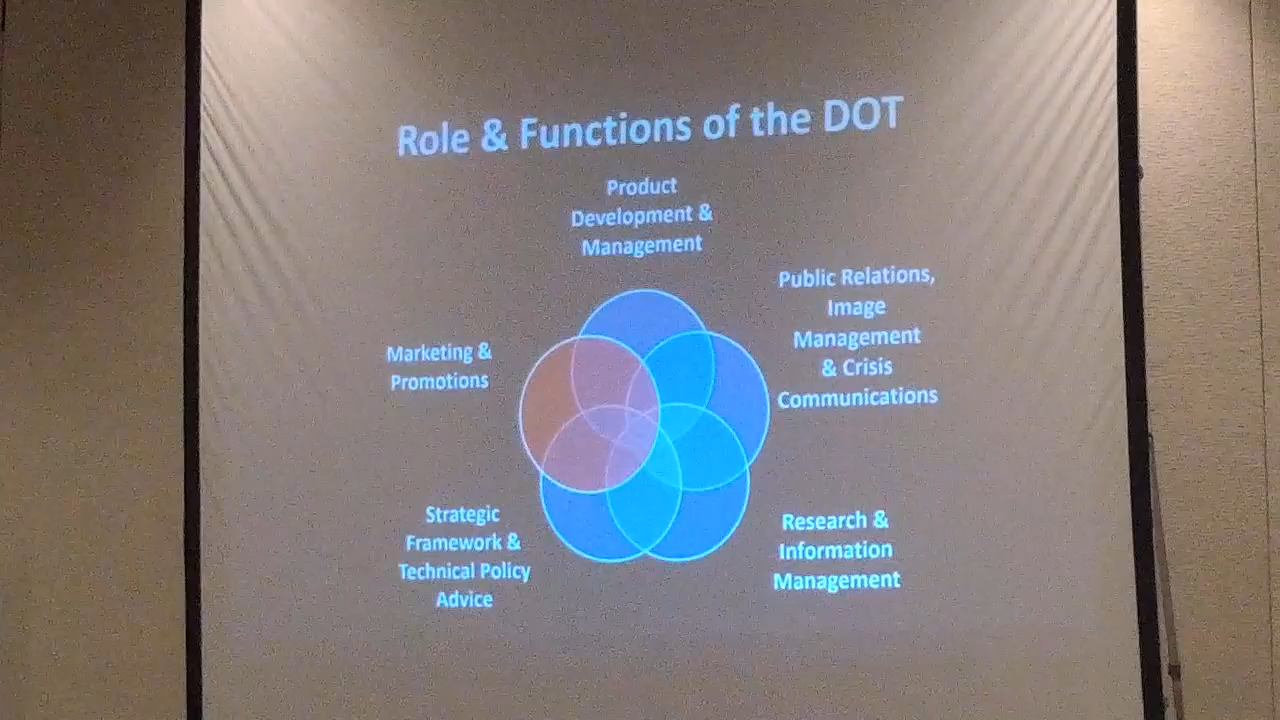 Role & Functions of the DOT
Product
Development &
Management
Public Relations,
Image
Management
& Crisis
Communications
Marketing &
Promotions
Strategic
Framework &
Technical Policy
Advice
Research &
Information
Management